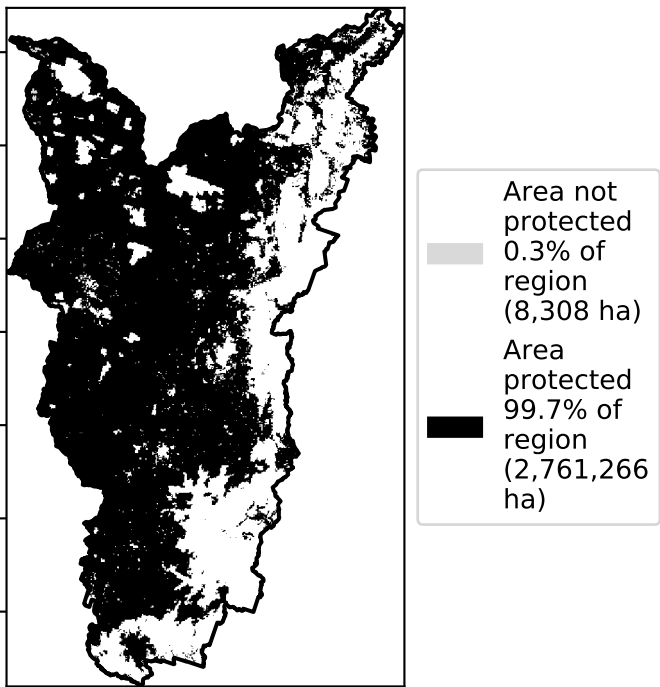 Area not
protected
0.3% of
region
(8,308 ha)
Area
protected
99.7% of
region
(2,761,266
ha)